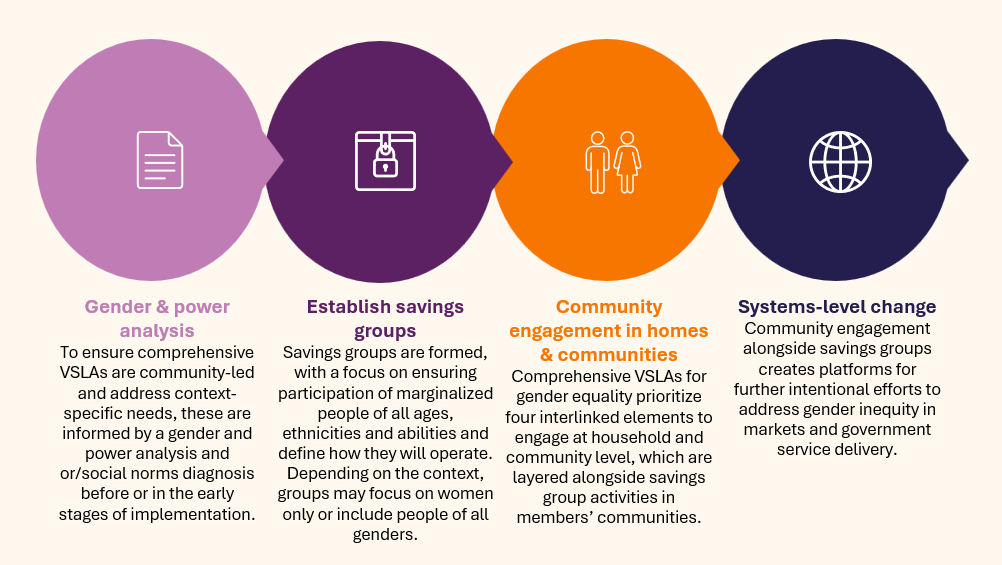 Gender & power
analysis
To ensure comprehensive
VSLAs are community-led
and address context-
specific needs, these are
informed by a gender and
power analysis and
or/social norms diagnosis
before or in the early
stages of implementation.
Establish savings
groups
Savings groups are formed,
with a focus on ensuring
participation of marginalized
people of all ages,
ethnicities and abilities and
define how they will operate.
Depending on the context,
groups may focus on women
only or include people of all
genders.
Community
engagement in homes
& communities
Comprehensive VSLAs for
gender equality prioritize
four interlinked elements to
engage at household and
community level, which are
layered alongside savings
group activities in
members’ communities.
Systems-level change
Community engagement
alongside savings groups
creates platforms for
further intentional efforts to
address gender inequity in
markets and government
service delivery.